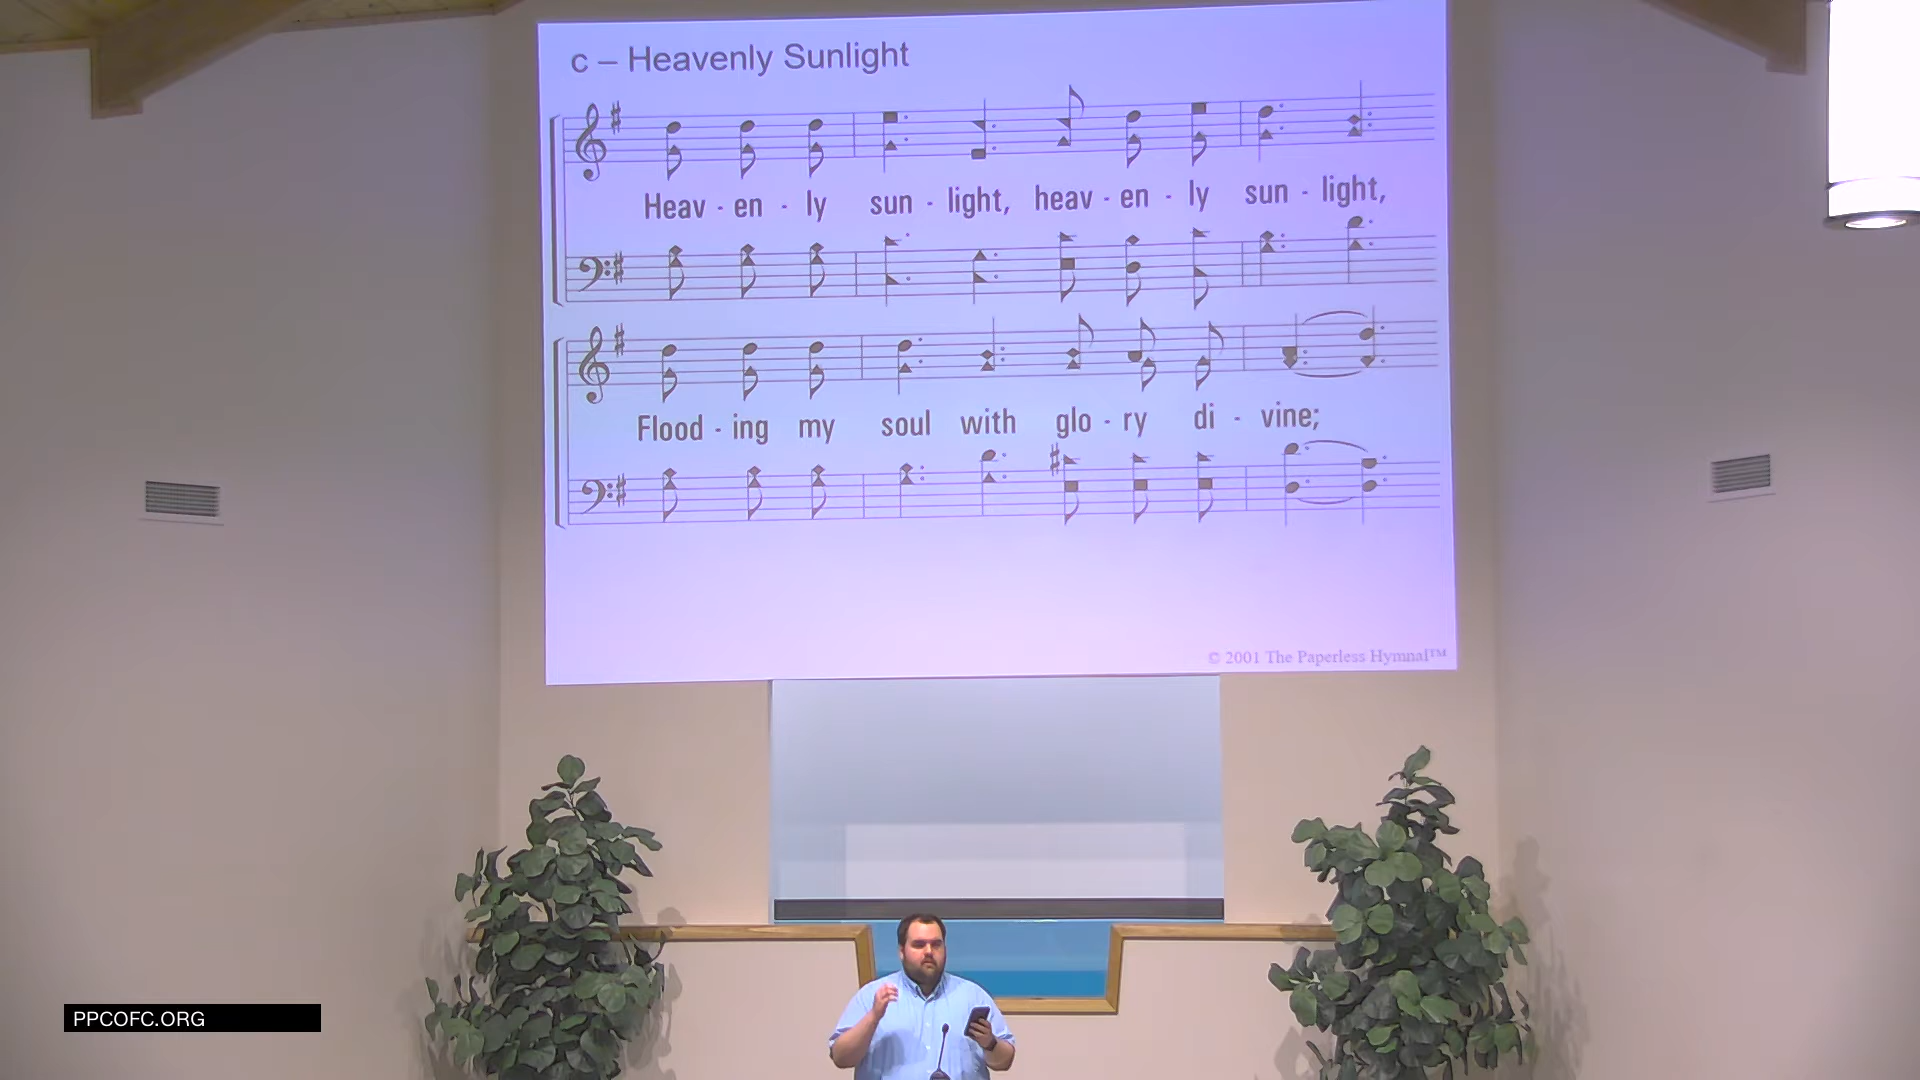 c – Heavenly Sunlight
Heav - en - ly sun - light, heav - en - ly sun - light,
Flood - ing my soul with glo - ry di - vine;
© 2001 The Paperless Hymnal™
PPCOFC.ORG